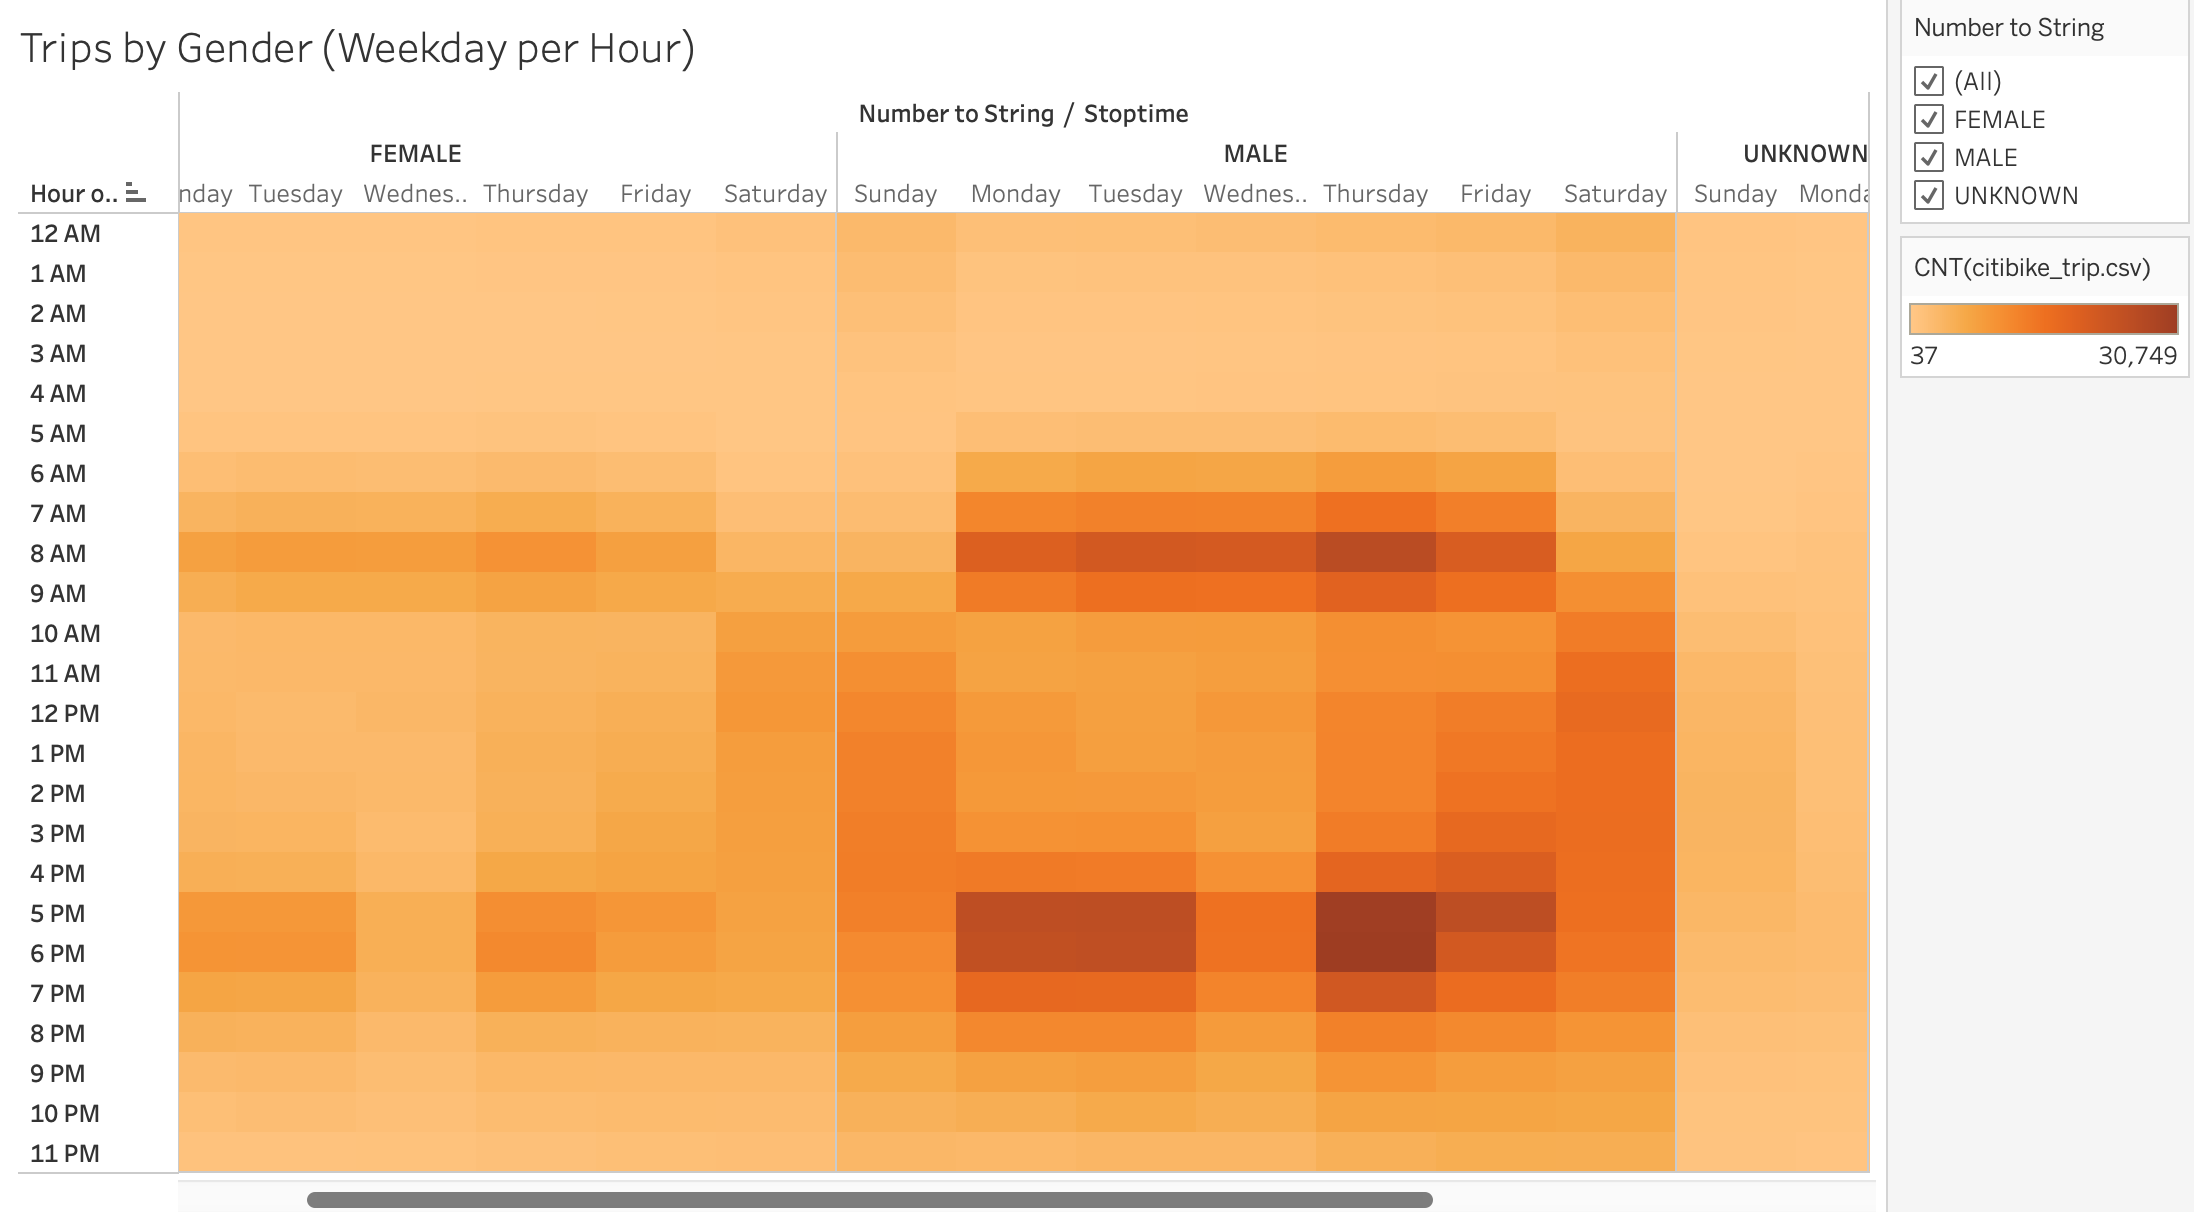 Trips by Gender (Weekday per Hour)
Number to String / Stoptime
FEMALE MALE UNKNOWN
Hour o.. nday Tuesday Wednes.. Thursday Friday Saturday Sunday Monday Tuesday Wednes.. Thursday Friday Saturday Sunday Monda
12 AM
1 AM
2 AM
3 AM
4 AM
5 AM
6 AM
7 AM
8 AM
9 AM
10 AM
11 AM
12 PM
1 PM
2 PM
3 PM
4 PM
5 PM
6 PM
7 PM
8 PM
9 PM
10 PM
11 PM
Number to String
(All)
FEMALE
MALE
UNKNOWN
CNT(citibike_trip.csv)
37 30,749